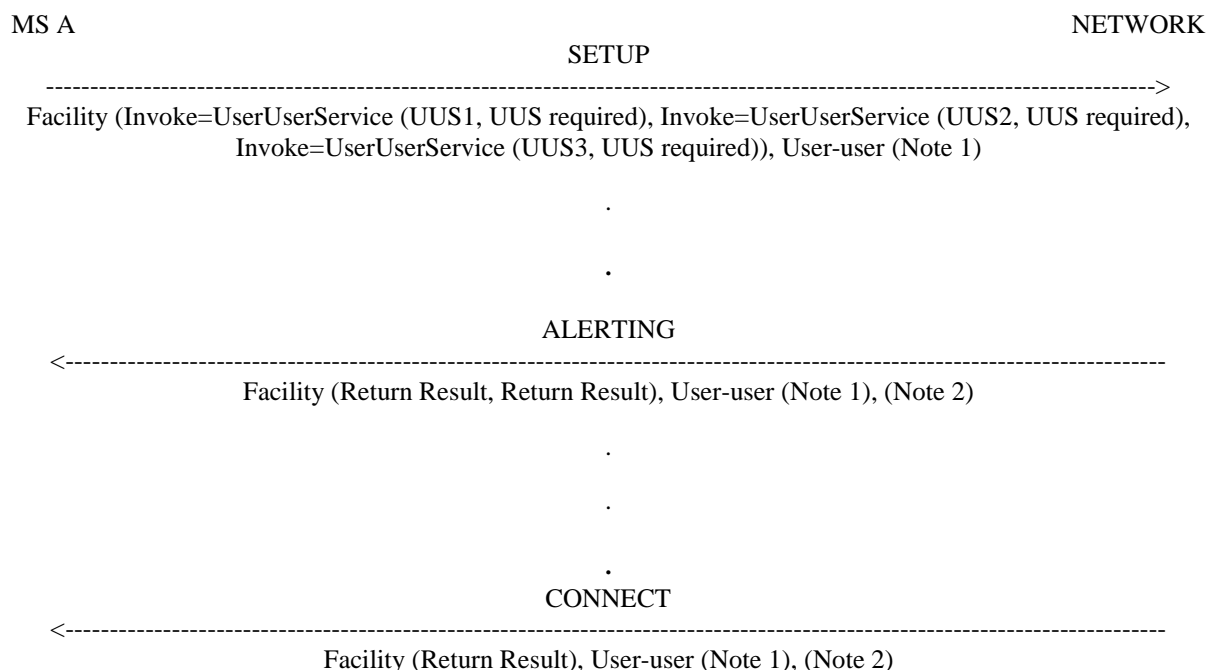 MS A NETWORK
SETUP
------------------------------------------------------------------------------------------------------------------------------>
Facility (Invoke=UserUserService (UUS1, UUS required), Invoke=UserUserService (UUS2, UUS required),
Invoke=UserUserService (UUS3, UUS required)), User-user (Note 1)
.
.
ALERTING
<-----------------------------------------------------------------------------------------------------------------------------
Facility (Return Result, Return Result), User-user (Note 1), (Note 2)
.
.
.
CONNECT
<-----------------------------------------------------------------------------------------------------------------------------
Facility (Return Result), User-user (Note 1), (Note 2)